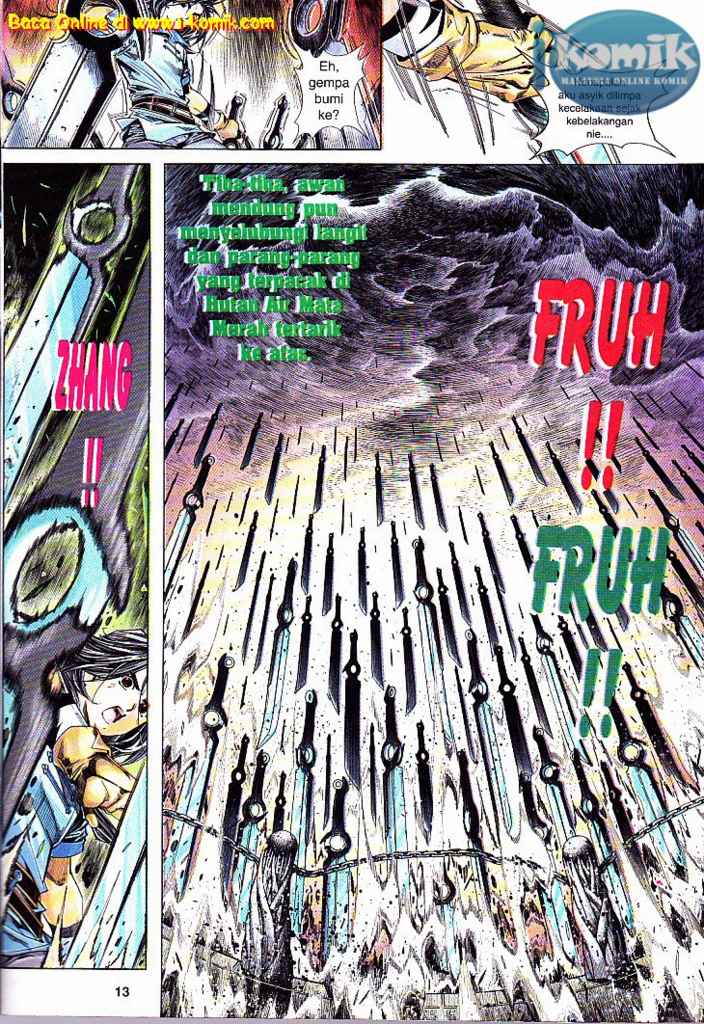 Baca Online di www.i-komik.com
Eh,
gempa
bumi
ke?
i-komik
MALAYSIA ONLINE KOMIK
aku asyik dilimpa
kecelakaan sejak
kebelakangan
nie....
Tiba-tiba, awan
mendung pun
menyelubungi langit
dan parang-parang
yang terpacak di
Hutan Air Mata
Merah tertarik
ke atas.
ZHANG
!!
FRUH
!!
FRUH
!!
13